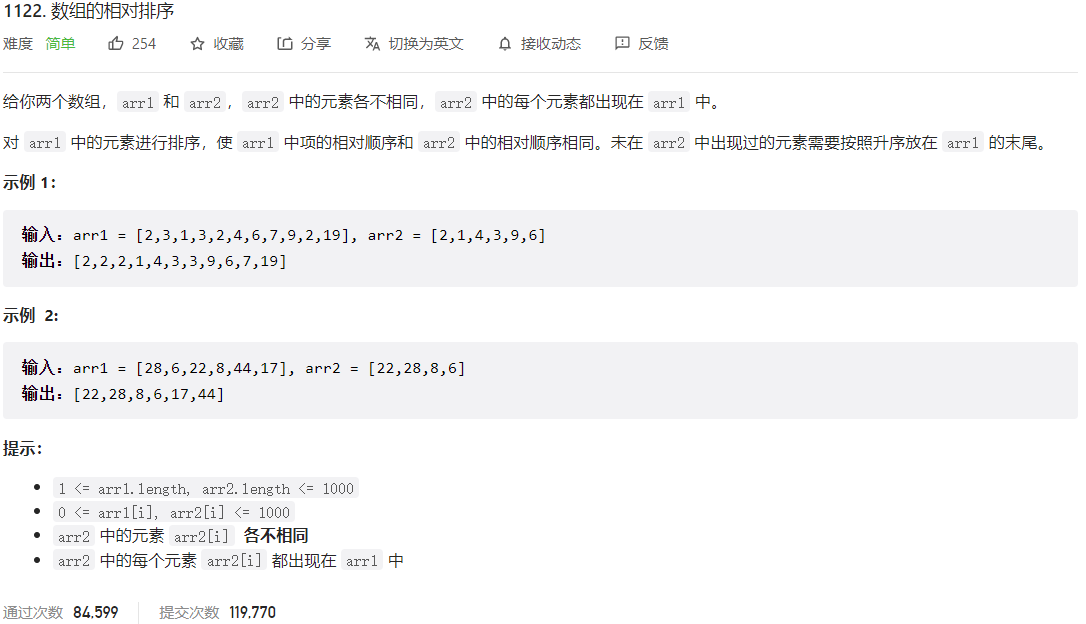 1122. 数组的相对排序
难度 简单 254 收藏 分享 切换为英文 接收动态 反馈
给你两个数组，arr1 和 arr2，arr2 中的元素各不相同，arr2 中的每个元素都出现在 arr1 中。
对 arr1 中的元素进行排序，使 arr1 中项的相对顺序和 arr2 中的相对顺序相同。未在 arr2 中出现过的元素需要按照升序放在 arr1 的末尾。
示例 1：
输入：arr1 = [2,3,1,3,2,4,6,7,9,2,19], arr2 = [2,1,4,3,9,6]
输出：[2,2,2,1,4,3,3,9,6,7,19]
示例 2:
输入：arr1 = [28,6,22,8,44,17], arr2 = [22,28,8,6]
输出：[22,28,8,6,17,44]
提示：
1 <= arr1.length, arr2.length <= 1000
0 <= arr1[i], arr2[i] <= 1000
arr2 中的元素 arr2[i] 各不相同
arr2 中的每个元素 arr2[i] 都出现在 arr1 中
通过次数 84,599 提交次数 119,770